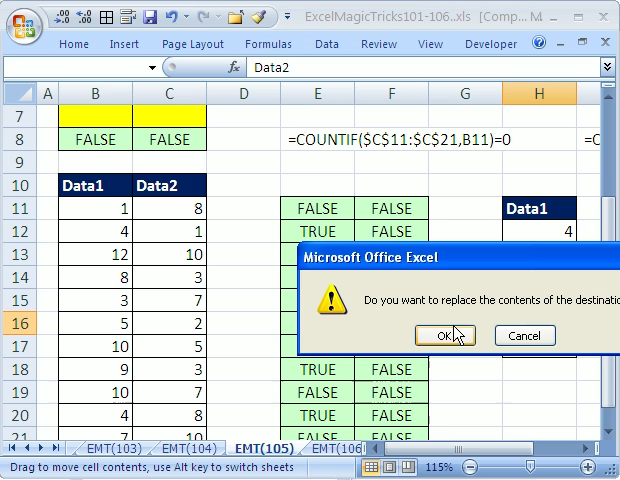 ExcelMagicTricks101-106..xls [Comp... M
Home Insert Page Layout Formulas Data Review View Developer
fx Data2
A B C D E F G H
7
8 FALSE FALSE =COUNTIF($C$11:$C$21,B11)=0 =C
9
10 Data1 Data2
11 1 8 FALSE FALSE Data1
12 4 1 TRUE FALSE 4
13 12 10
Microsoft Office Excel
14 8 3
15 3 7 Do you want to replace the contents of the destinatio
16 5 2
17 10 5 OK Cancel
18 9 3 TRUE FALSE
19 10 7 FALSE FALSE
20 4 8 TRUE FALSE
21 7 10 FALSE FALSE
EMT(103) EMT(104) EMT(105) EMT(106
Drag to move cell contents, use Alt key to switch sheets 115%